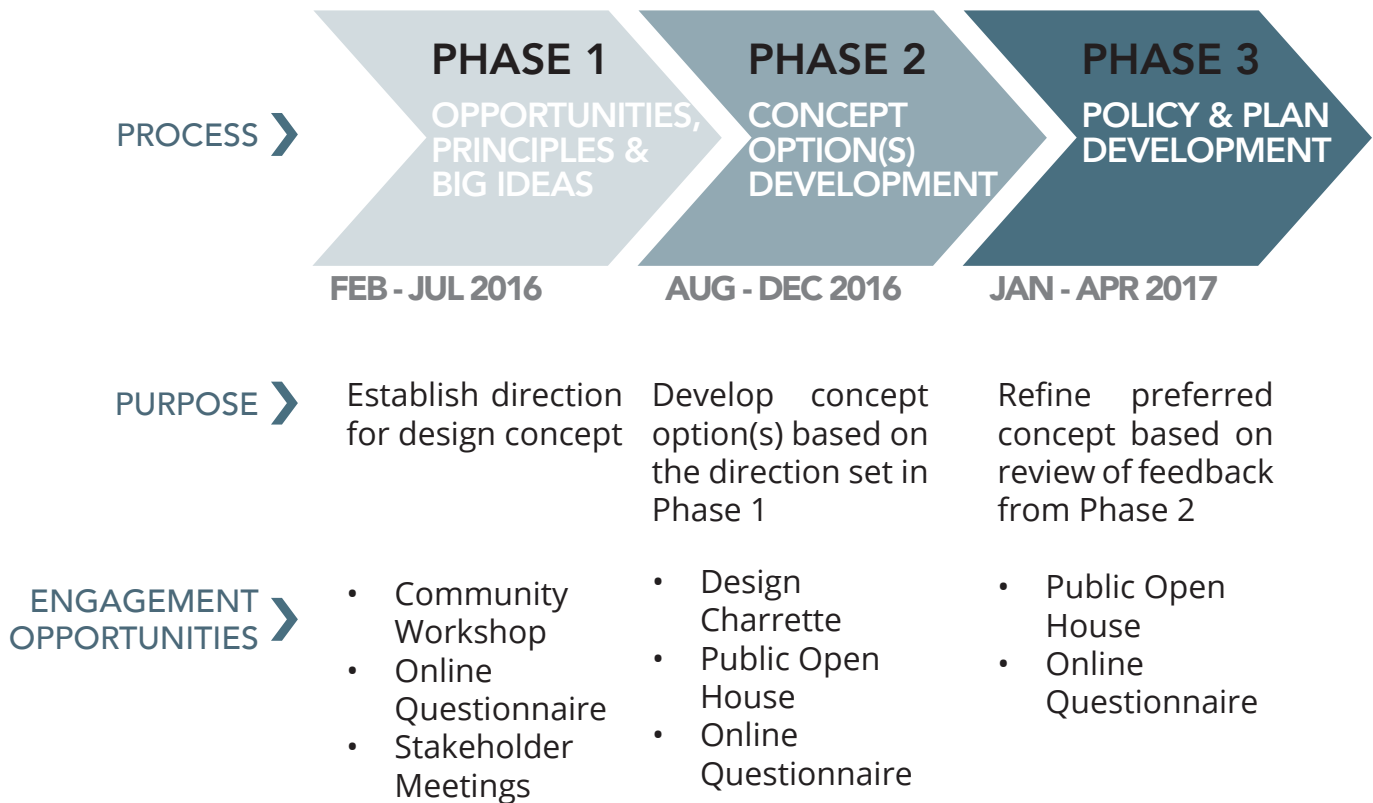 PROCESS
PHASE 1
OPPORTUNITIES,
PRINCIPLES &
BIG IDEAS
PHASE 2
CONCEPT
OPTION(S)
DEVELOPMENT
PHASE 3
POLICY & PLAN
DEVELOPMENT
FEB - JUL 2016
AUG - DEC 2016
JAN - APR 2017
PURPOSE
Establish direction
for design concept
Develop concept
option(s) based on
the direction set in
Phase 1
Refine preferred
concept based on
review of feedback
from Phase 2
ENGAGEMENT
OPPORTUNITIES
• Community
Workshop
• Online
Questionnaire
• Stakeholder
Meetings
• Design
Charrette
• Public Open
House
• Online
Questionnaire
• Public Open
House
• Online
Questionnaire